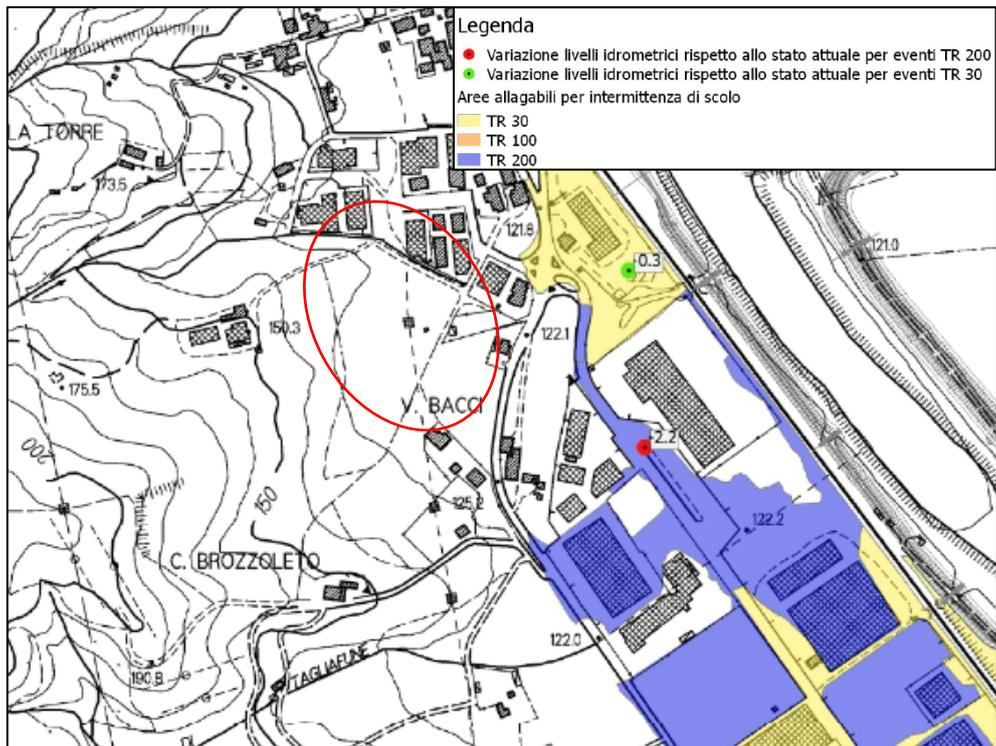 Legenda
Variazione livelli idrometrici rispetto allo stato attuale per eventi TR 200
Variazione livelli idrometrici rispetto allo stato attuale per eventi TR 30
Aree allagabili per intermittenza di scolo
TR 30
TR 100
TR 200
LA TORRE
173.5
121.8
121.0
-0.3
150.3
122.1
175.5
V. BACCI
-2.2
200
150
125.2
122.2
C. BROZZOLETO
122.0
TAGLIAFUNE
190.8